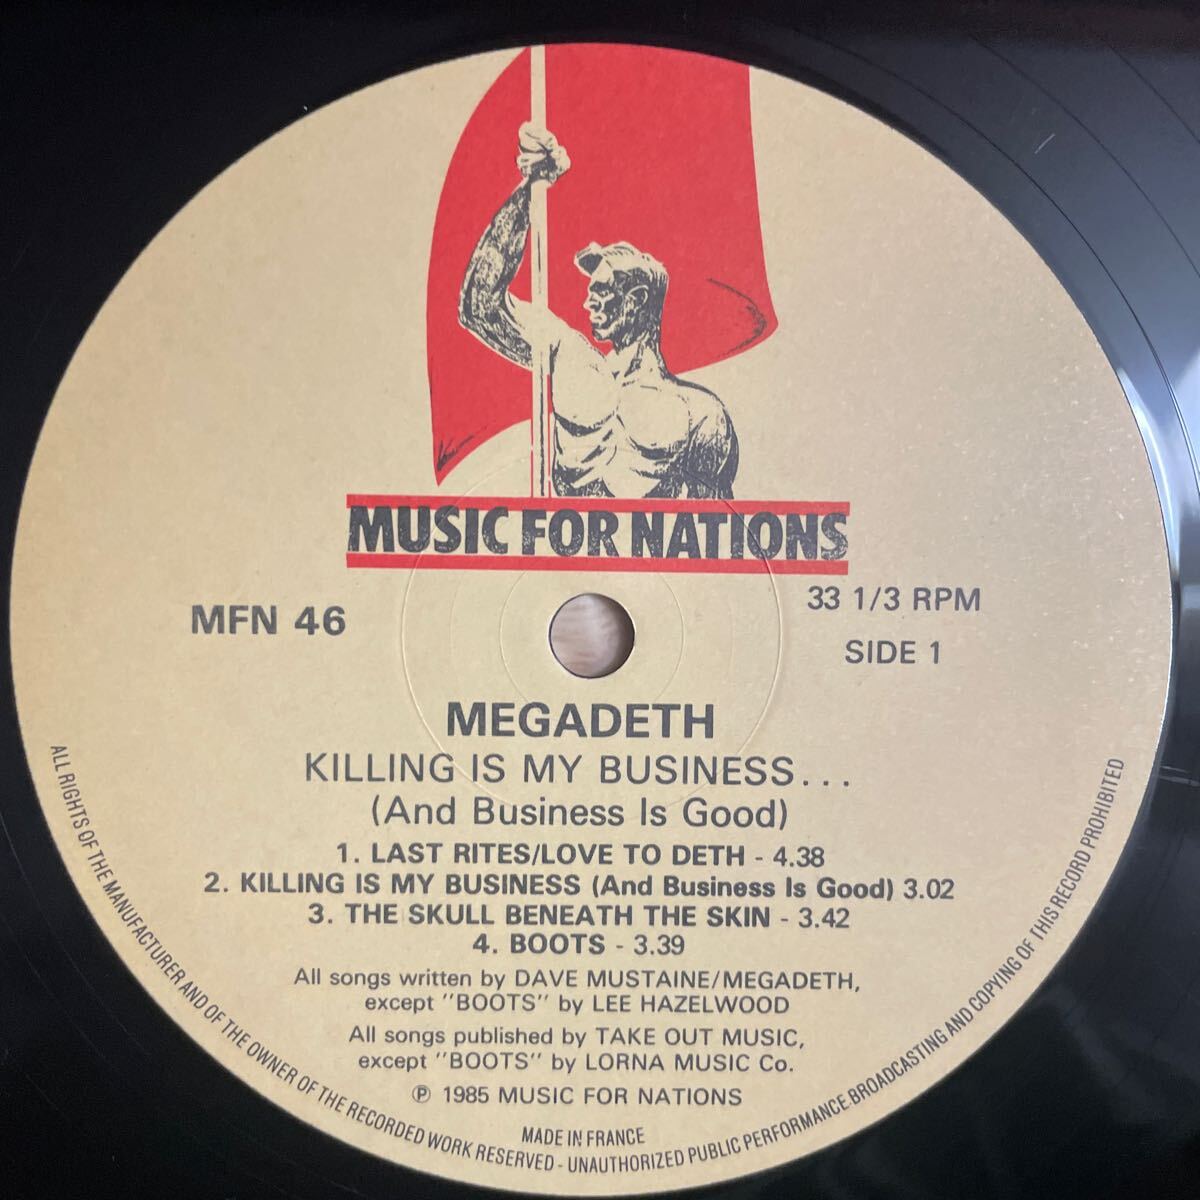 MUSIC FOR NATIONS
MFN 46
33 1/3 RPM
SIDE 1
MEGADETH
KILLING IS MY BUSINESS...
(And Business Is Good)
1. LAST RITES/LOVE TO DETH - 4.38
2. KILLING IS MY BUSINESS (And Business Is Good) 3.02
3. THE SKULL BENEATH THE SKIN - 3.42
4. BOOTS - 3.39
All songs written by DAVE MUSTAINE/MEGADETH,
except "BOOTS" by LEE HAZELWOOD
All songs published by TAKE OUT MUSIC,
except "BOOTS" by LORNA MUSIC Co.
℗ 1985 MUSIC FOR NATIONS
MADE IN FRANCE
ALL RIGHTS OF THE MANUFACTURER AND OF THE OWNER OF THE RECORDED WORK RESERVED - UNAUTHORIZED PUBLIC PERFORMANCE.BROADCASTING AND COPYING OF THIS RECORD PROHIBITED